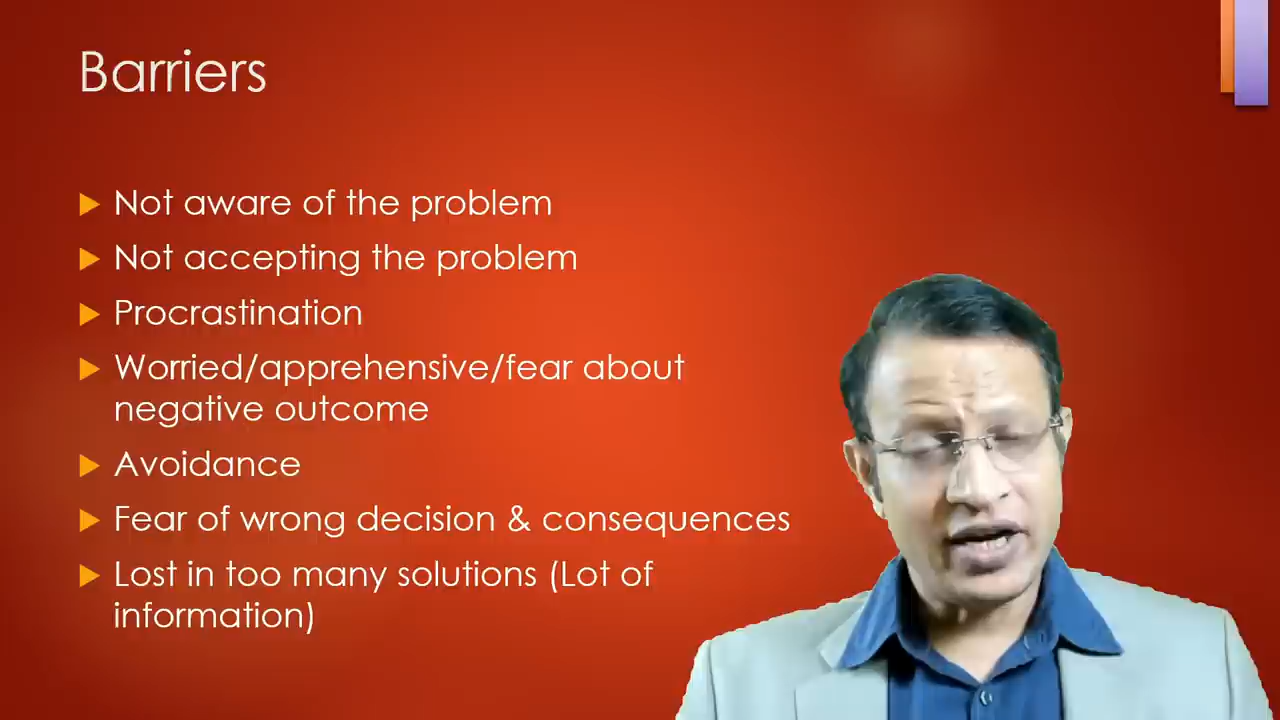 Barriers
Not aware of the problem
Not accepting the problem
Procrastination
Worried/apprehensive/fear about
negative outcome
Avoidance
Fear of wrong decision & consequences
Lost in too many solutions (Lot of
information)